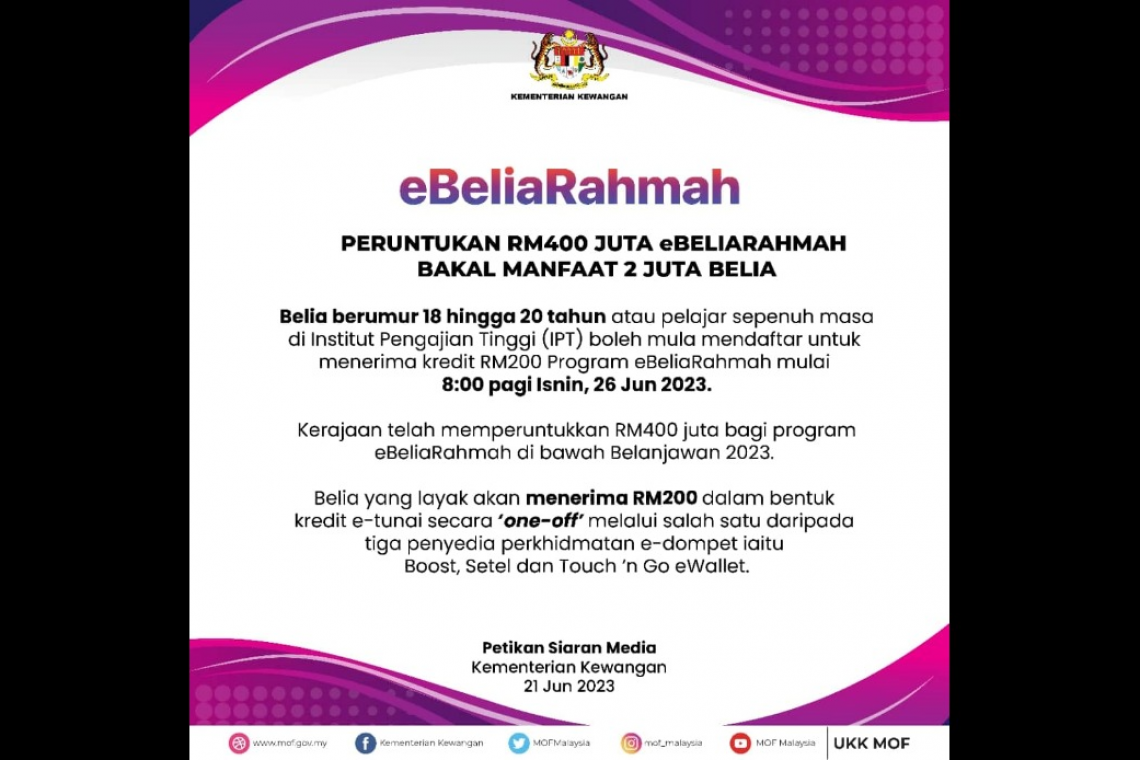 KEMENTERIAN KEWANGAN
eBeliaRahmah
PERUNTUKAN RM400 JUTA eBELIARAHMAH
BAKAL MANFAAT 2 JUTA BELIA
Belia berumur 18 hingga 20 tahun atau pelajar sepenuh masa
di Institut Pengajian Tinggi (IPT) boleh mula mendaftar untuk
menerima kredit RM200 Program eBeliaRahmah mulai
8:00 pagi Isnin, 26 Jun 2023.
Kerajaan telah memperuntukkan RM400 juta bagi program
eBeliaRahmah di bawah Belanjawan 2023.
Belia yang layak akan menerima RM200 dalam bentuk
kredit e-tunai secara ‘one-off’ melalui salah satu daripada
tiga penyedia perkhidmatan e-dompet iaitu
Boost, Setel dan Touch ’n Go eWallet.
Petikan Siaran Media
Kementerian Kewangan
21 Jun 2023
www.mof.gov.my Kementerian Kewangan MOFMalaysia mof_malaysia MOF Malaysia UKK MOF